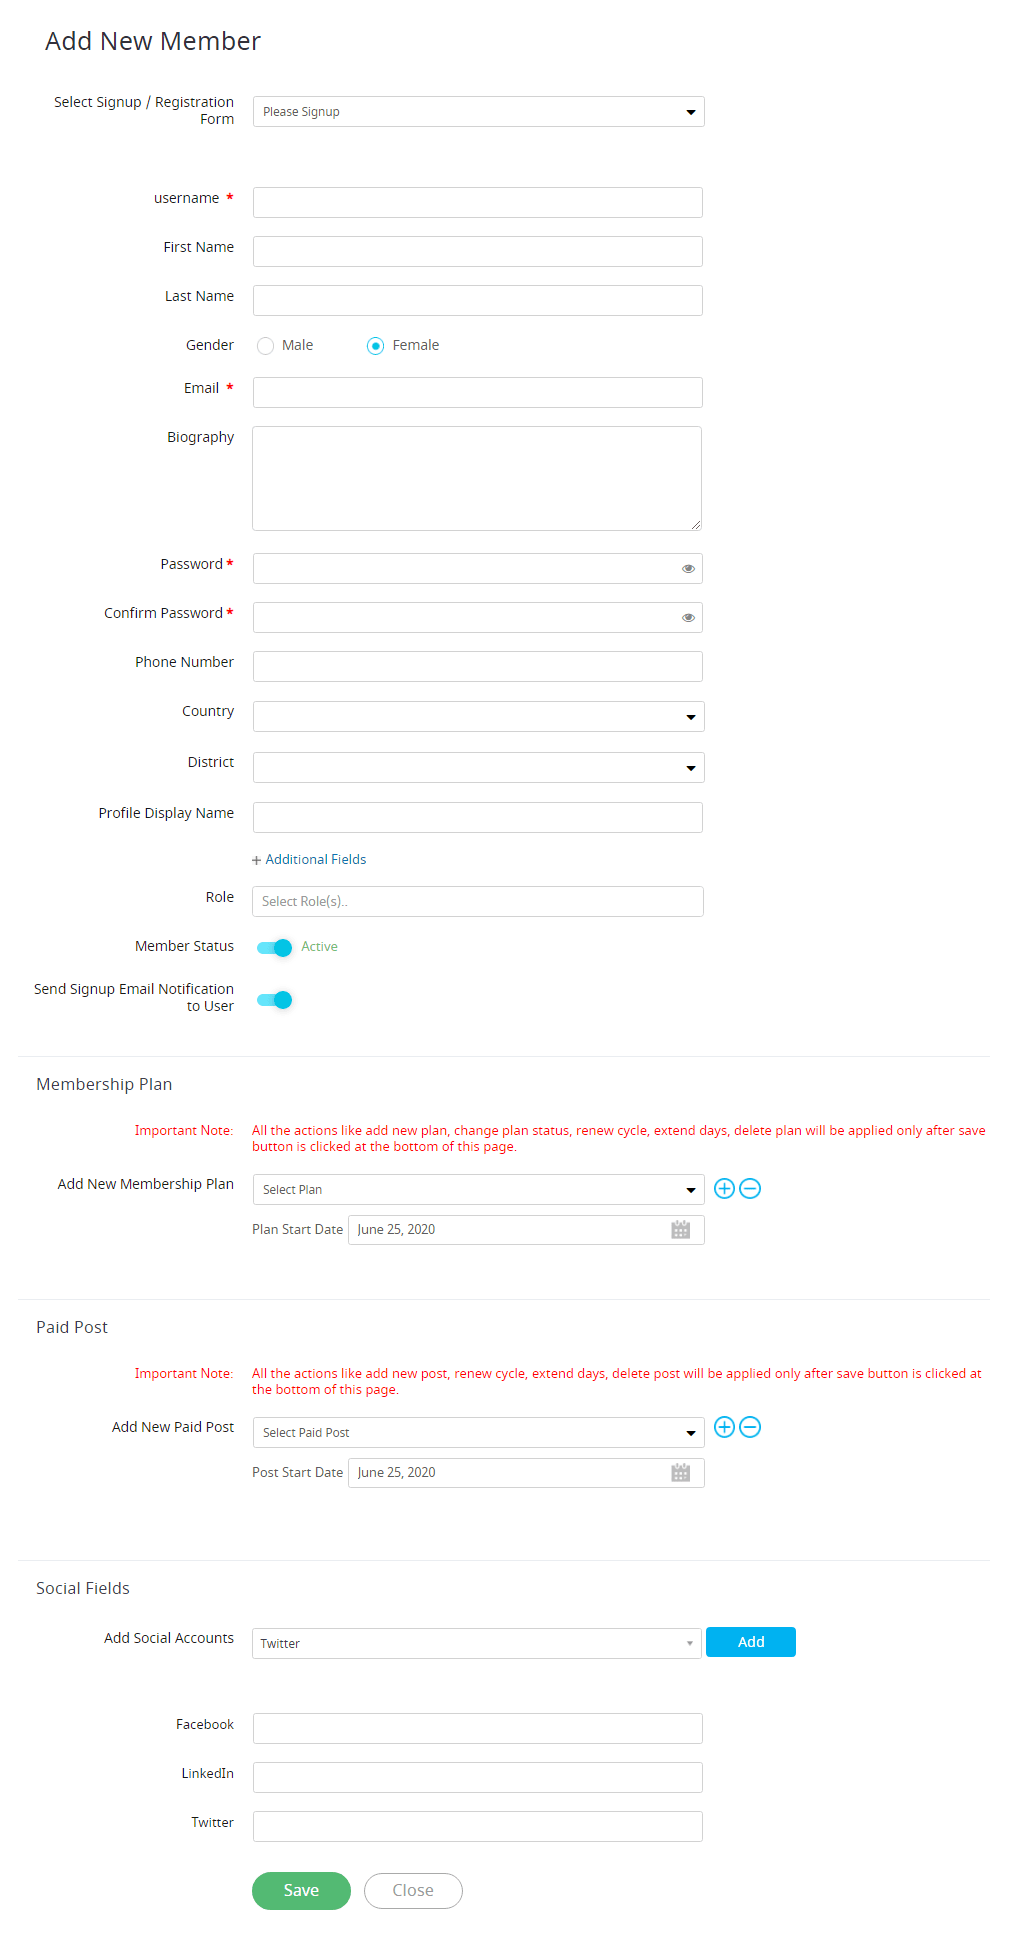 Add New Member
Select Signup / Registration
Form
Please Signup
username *
First Name
Last Name
Gender
Male
Female
Email *
Biography
Password *
Confirm Password *
Phone Number
Country
District
Profile Display Name
+ Additional Fields
Role
Select Role(s)..
Member Status
Active
Send Signup Email Notification
to User
Membership Plan
Important Note:
All the actions like add new plan, change plan status, renew cycle, extend days, delete plan will be applied only after save
button is clicked at the bottom of this page.
Add New Membership Plan
Select Plan
Plan Start Date
June 25, 2020
Paid Post
Important Note:
All the actions like add new post, renew cycle, extend days, delete post will be applied only after save button is clicked at
the bottom of this page.
Add New Paid Post
Select Paid Post
Post Start Date
June 25, 2020
Social Fields
Add Social Accounts
Twitter
Add
Facebook
LinkedIn
Twitter
Save
Close